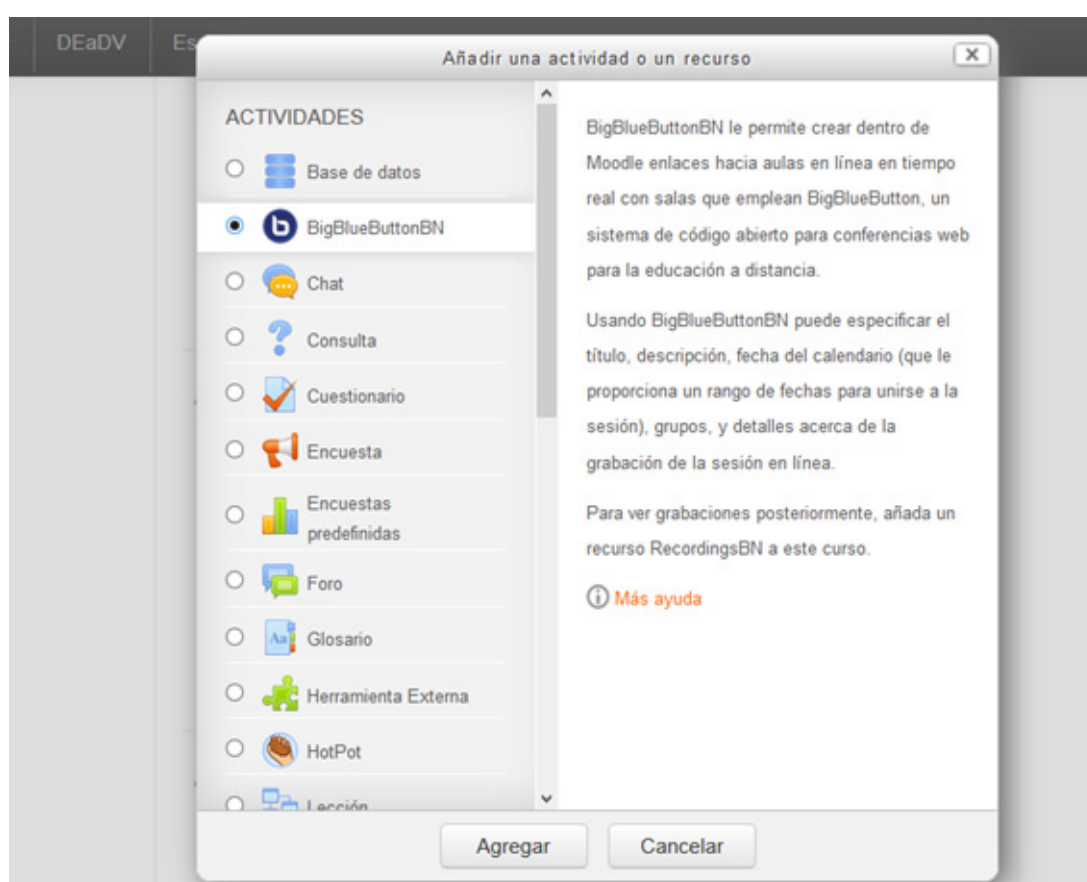 DEaDV
Es
Añadir una actividad o un recurso
ACTIVIDADES
Base de datos
BigBlueButtonBN
Chat
Consulta
Cuestionario
Encuesta
Encuestas
predefinidas
Foro
Glosario
Herramienta Externa
HotPot
Lección
BigBlueButtonBN le permite crear dentro de
Moodle enlaces hacia aulas en línea en tiempo
real con salas que emplean BigBlueButton, un
sistema de código abierto para conferencias web
para la educación a distancia.
Usando BigBlueButtonBN puede especificar el
título, descripción, fecha del calendario (que le
proporciona un rango de fechas para unirse a la
sesión), grupos, y detalles acerca de la
grabación de la sesión en línea.
Para ver grabaciones posteriormente, añada un
recurso RecordingsBN a este curso.
Más ayuda
Agregar
Cancelar